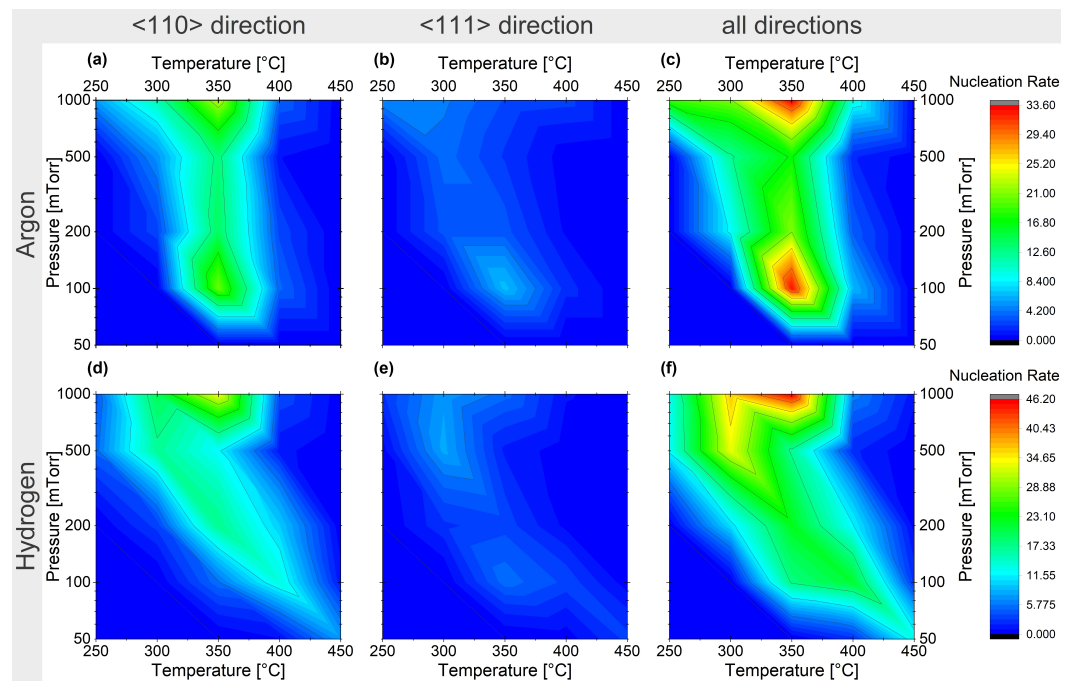 <110> direction
<111> direction
all directions
Argon
Hydrogen
(a)
Temperature [°C]
250 300 350 400 450
1000
500
200
100
50
Pressure [mTorr]
(b)
Temperature [°C]
250 300 350 400 450
(c)
Temperature [°C]
250 300 350 400 450
1000
500
200
100
50
Pressure [mTorr]
Nucleation Rate
33.60
29.40
25.20
21.00
16.80
12.60
8.400
4.200
0.000
(d)
1000
500
200
100
50
Pressure [mTorr]
250 300 350 400 450
Temperature [°C]
(e)
250 300 350 400 450
Temperature [°C]
(f)
1000
500
200
100
50
Pressure [mTorr]
250 300 350 400 450
Temperature [°C]
Nucleation Rate
46.20
40.43
34.65
28.88
23.10
17.33
11.55
5.775
0.000